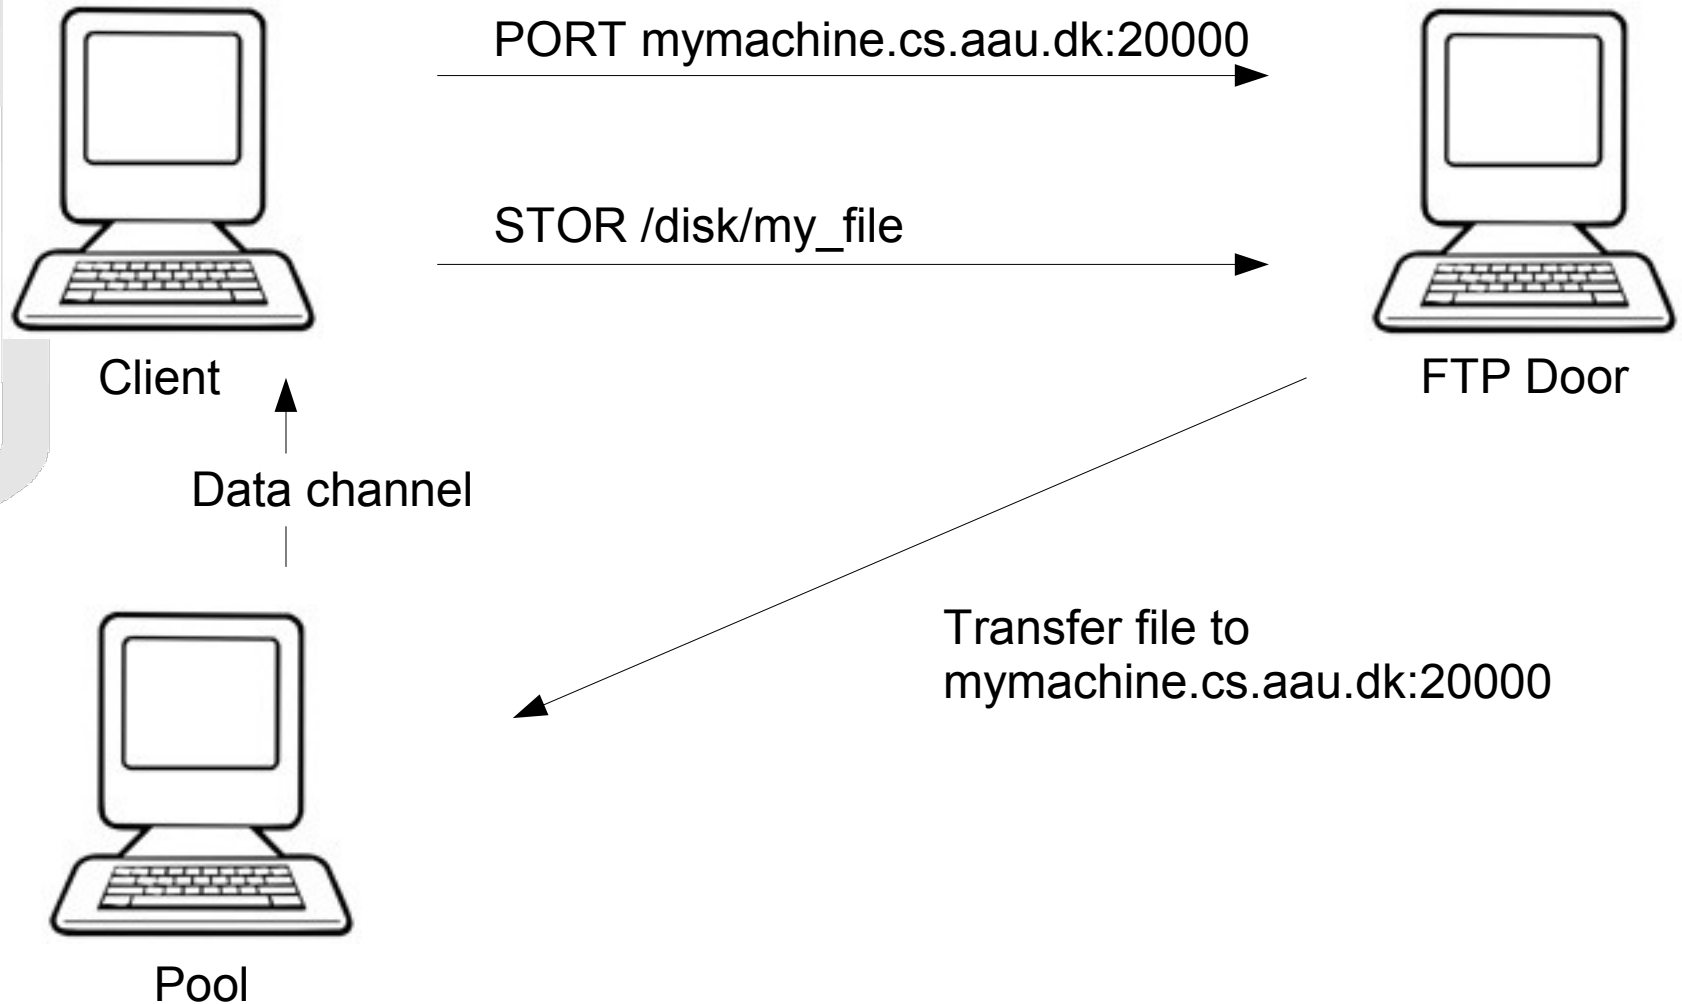 PORT mymachine.cs.aau.dk:20000
STOR /disk/my_file
Client
FTP Door
Data channel
Transfer file to
mymachine.cs.aau.dk:20000
Pool